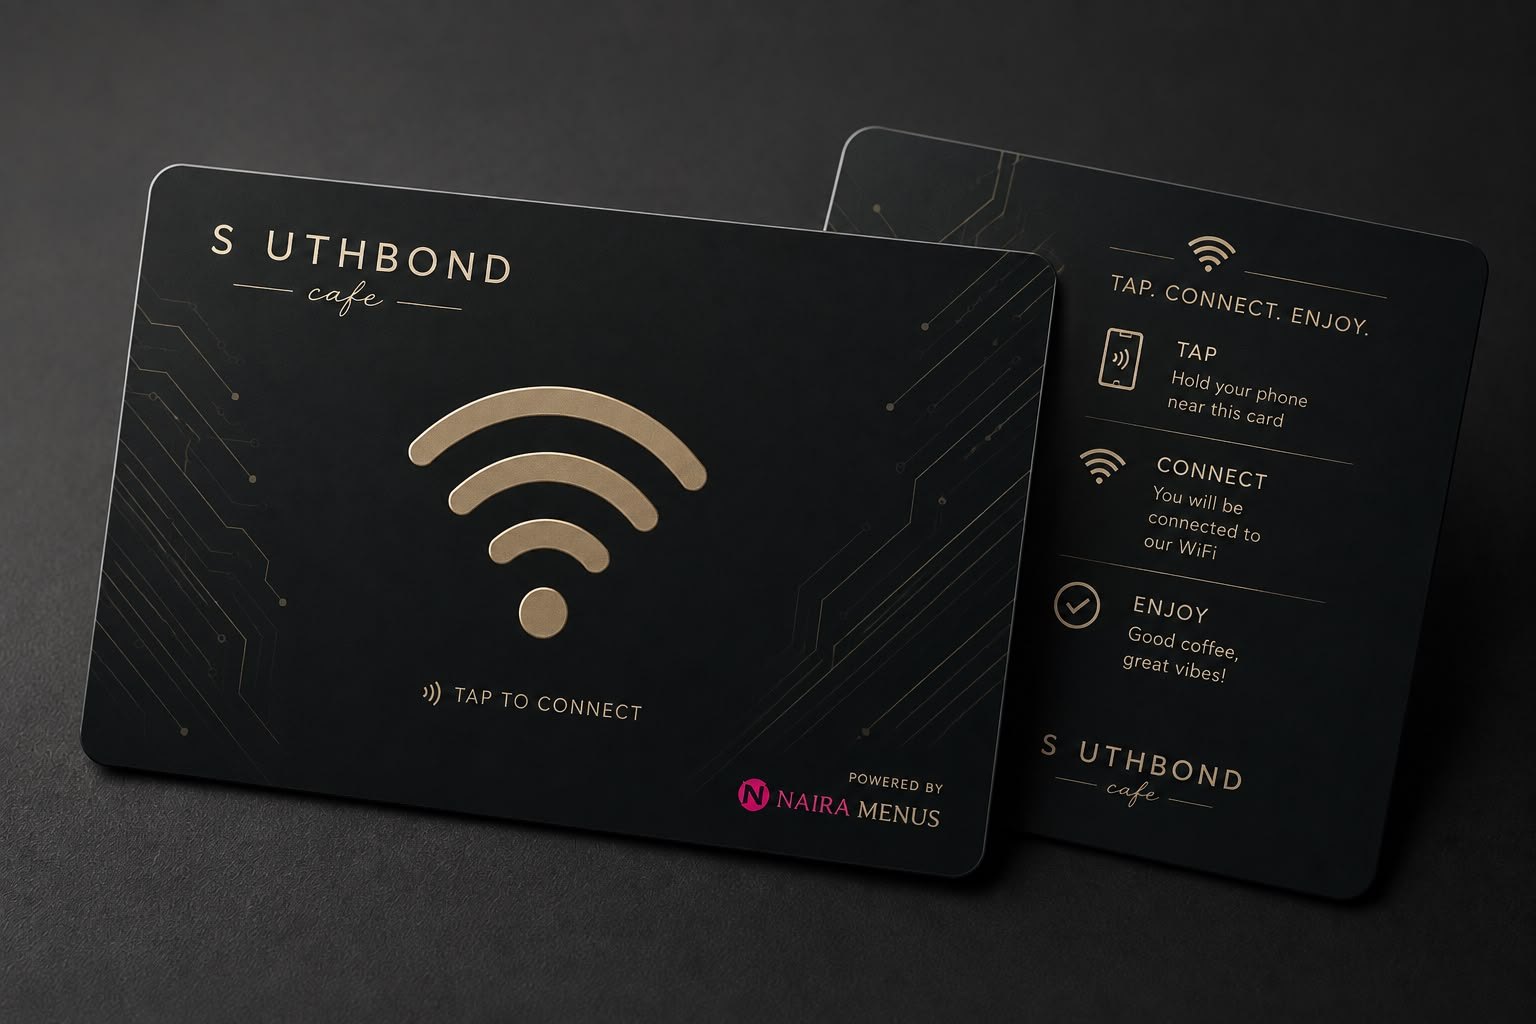 S UTHBOND
cafe
TAP TO CONNECT
POWERED BY
N NAIRA MENUS
TAP. CONNECT. ENJOY.
TAP
Hold your phone
near this card
CONNECT
You will be
connected to
our WiFi
ENJOY
Good coffee,
great vibes!
S UTHBOND
cafe